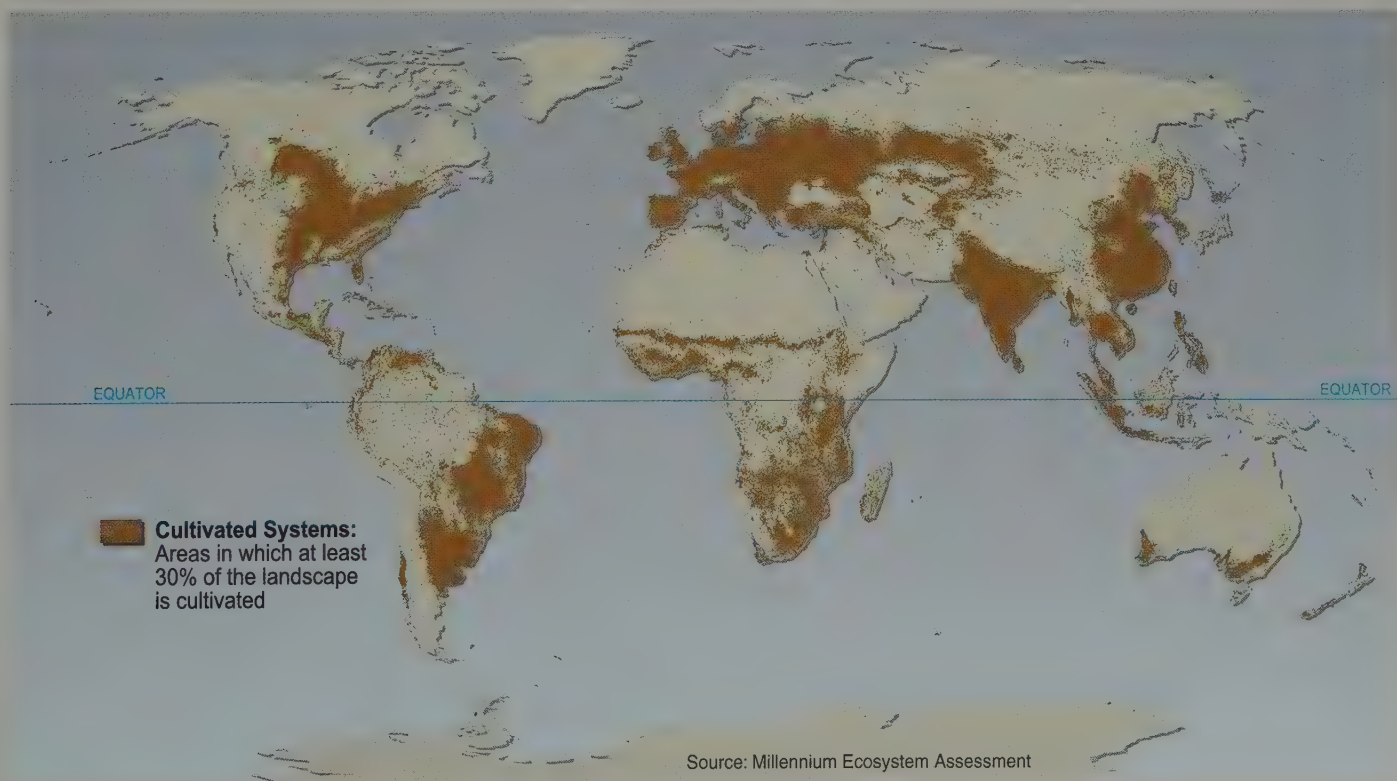 EQUATOR
EQUATOR
Cultivated Systems:
Areas in which at least
30% of the landscape
is cultivated
Source: Millennium Ecosystem Assessment